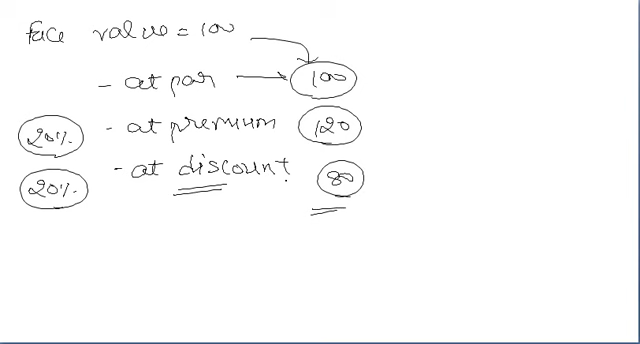 face value = 100
- at par 100
20%. - at premium 120
20%. - at discount. 80